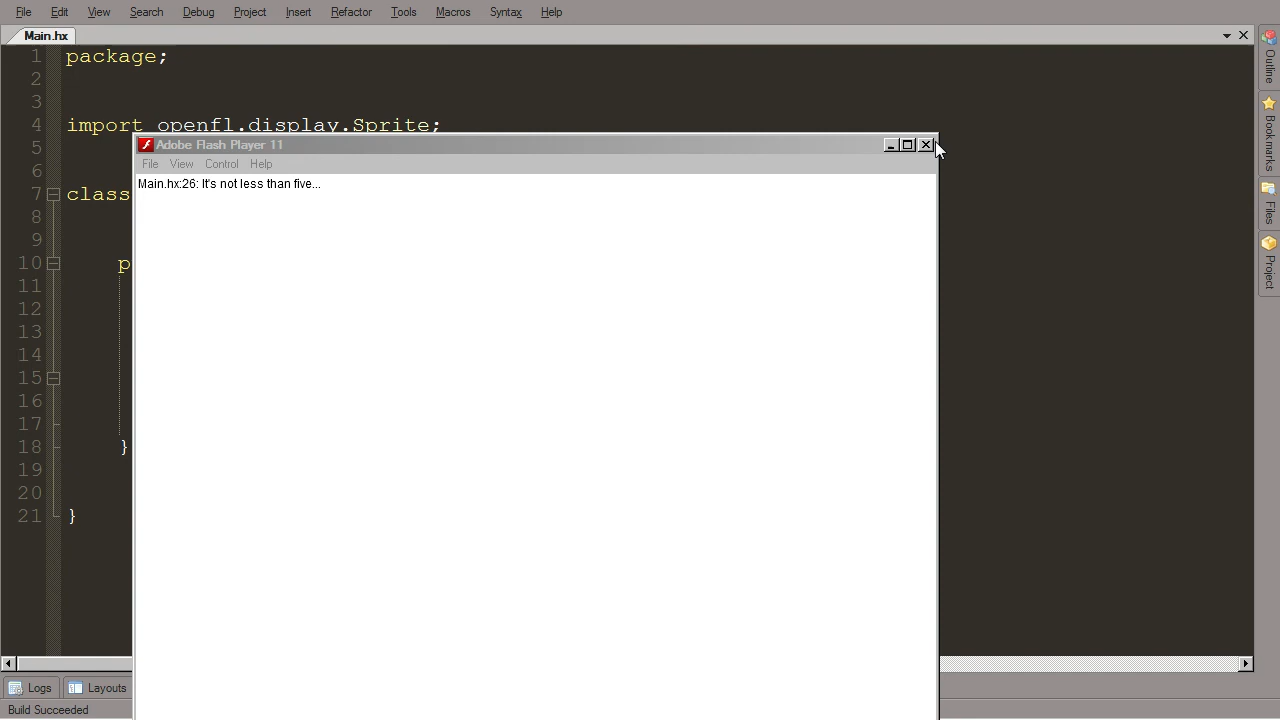 File Edit View Search Debug Project Insert Refactor Tools Macros Syntax Help
Main.hx
1 package;
2
3
4 import openfl.display.Sprite;
5
6
7 class
8
9
10 p
11
12
13
14
15
16
17
18 }
19
20
21 }
Adobe Flash Player 11
File View Control Help
Main.hx:26: It's not less than five...
Outline
Bookmarks
Files
Project
Logs Layouts
Build Succeeded